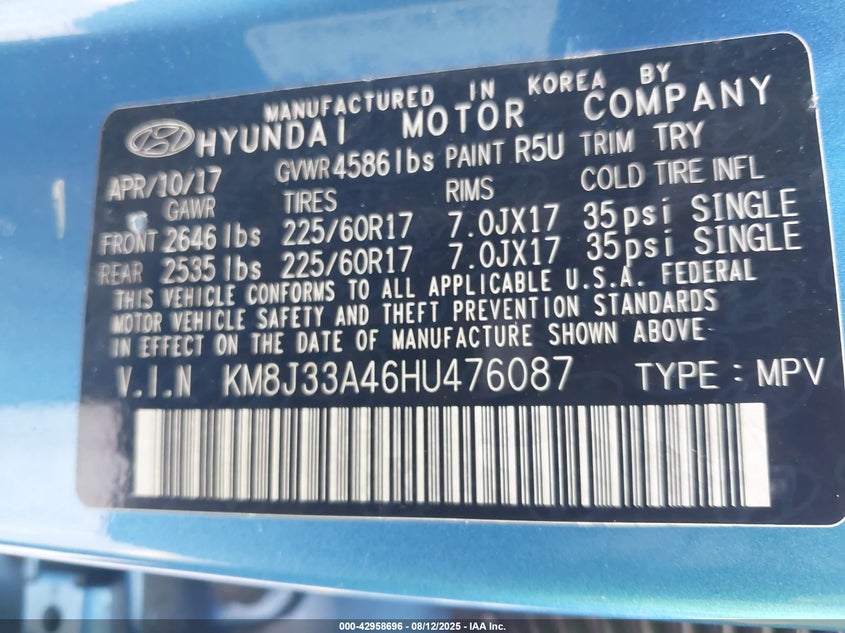 MANUFACTURED IN KOREA BY
HYUNDAI MOTOR COMPANY
APR/10/17 GVWR 4586 lbs PAINT R5U TRIM TRY
GAWR TIRES RIMS COLD TIRE INFL
FRONT 2646 lbs 225/60R17 7.0JX17 35psi SINGLE
REAR 2535 lbs 225/60R17 7.0JX17 35psi SINGLE
THIS VEHICLE CONFORMS TO ALL APPLICABLE U.S.A. FEDERAL
MOTOR VEHICLE SAFETY AND THEFT PREVENTION STANDARDS
IN EFFECT ON THE DATE OF MANUFACTURE SHOWN ABOVE
V.I.N KM8J33A46HU476087 TYPE : MPV
000-42958696 - 08/12/2025 - IAA Inc.